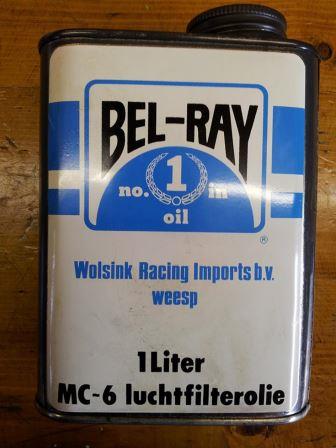 BEL-RAY
no. 1 in
oil
®
Wolsink Racing Imports b.v.
weesp
1 Liter
MC-6 luchtfilterolie